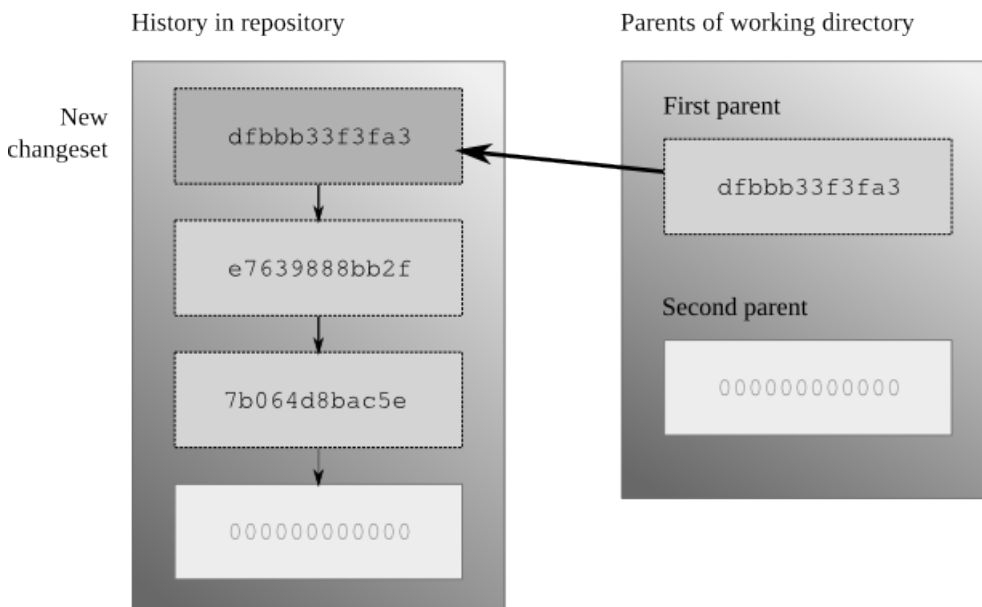 History in repository
New
changeset
dfbbb33f3fa3
e7639888bb2f
7b064d8bac5e
000000000000
Parents of working directory
First parent
dfbbb33f3fa3
Second parent
000000000000